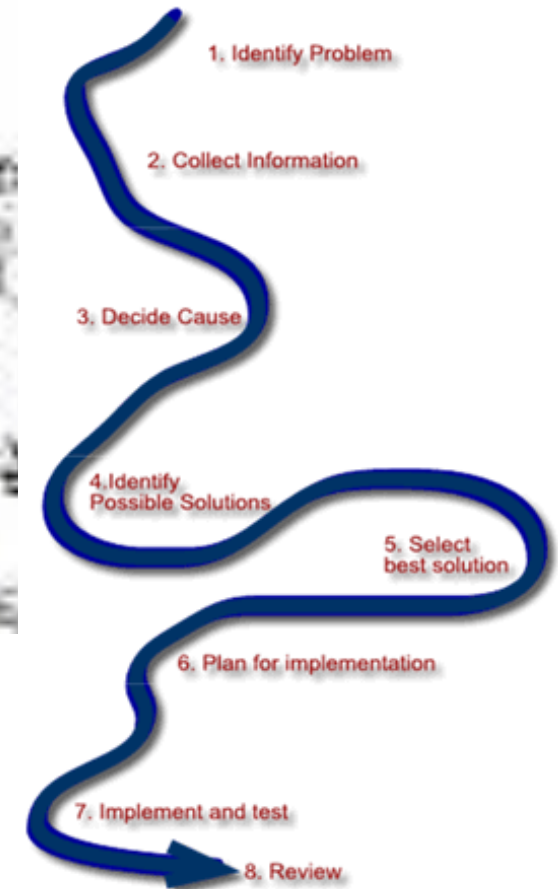 1. Identify Problem
2. Collect Information
3. Decide Cause
4.Identify
Possible Solutions
5. Select
best solution
6. Plan for implementation
7. Implement and test
8. Review